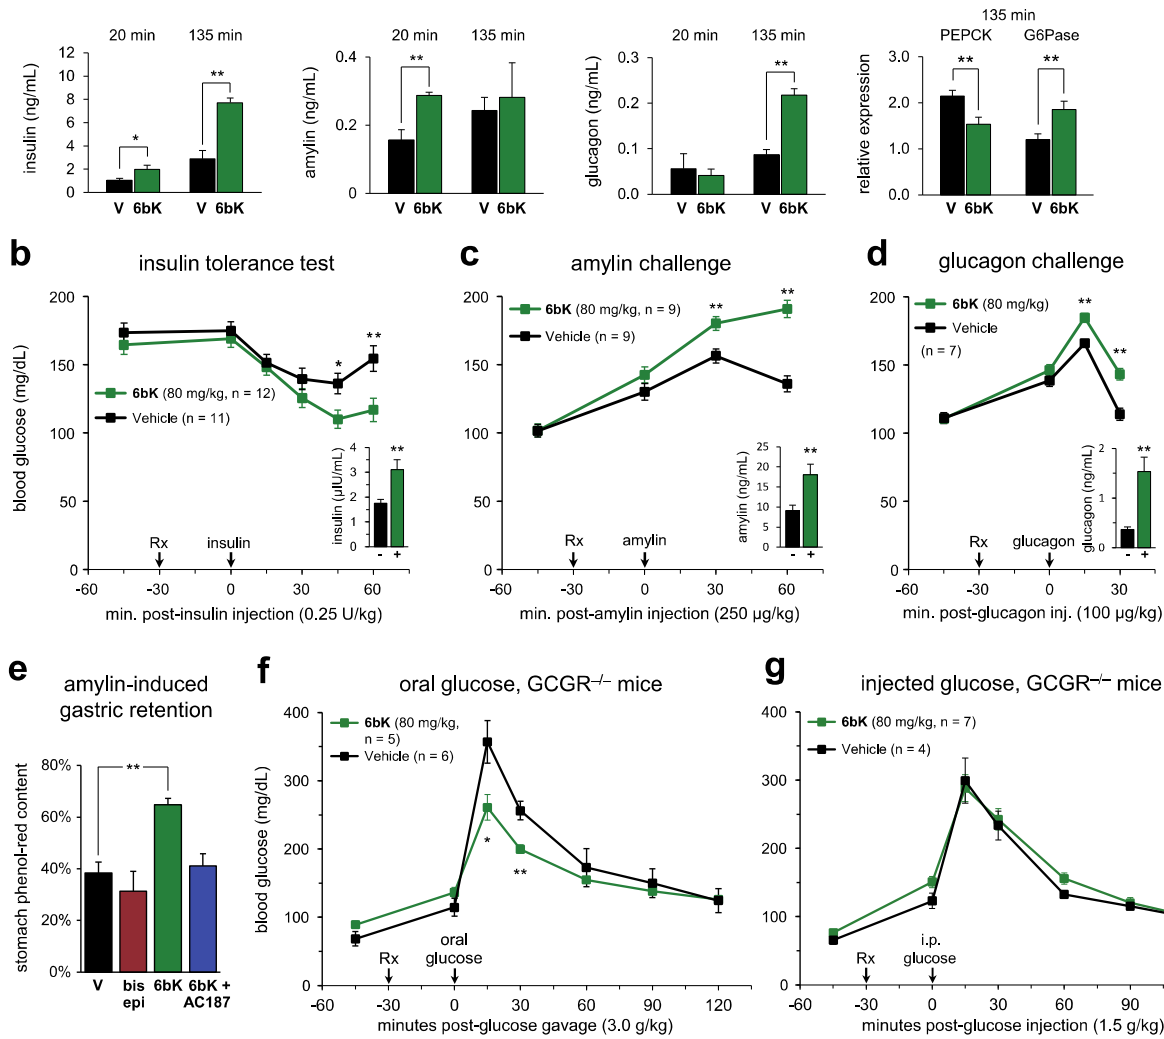 20 min 135 min
insulin (ng/mL)
12
10
8
6
4
2
0
*
**
V 6bK V 6bK
20 min 135 min
amylin (ng/mL)
0.4
0.2
0
**
V 6bK V 6bK
20 min 135 min
glucagon (ng/mL)
0.3
0.2
0.1
0.0
**
V 6bK V 6bK
135 min
PEPCK G6Pase
relative expression
3.0
2.0
1.0
0.0
** **
V 6bK V 6bK
b insulin tolerance test
blood glucose (mg/dL)
200
150
100
50
0
6bK (80 mg/kg, n = 12)
Vehicle (n = 11)
*
**
insulin (µIU/mL)
4
3
2
1
0
**
- +
Rx insulin
-60 -30 0 30 60
min. post-insulin injection (0.25 U/kg)
c amylin challenge
200
150
100
50
0
6bK (80 mg/kg, n = 9)
Vehicle (n = 9)
** **
amylin (ng/mL)
25
20
15
10
5
0
**
- +
Rx amylin
-60 -30 0 30 60
min. post-amylin injection (250 µg/kg)
d glucagon challenge
200
150
100
50
0
6bK (80 mg/kg)
Vehicle
(n = 7)
**
**
glucagon (ng/mL)
2
1
0
**
- +
Rx glucagon
-60 -30 0 30
min. post-glucagon inj. (100 µg/kg)
e amylin-induced
gastric retention
stomach phenol-red content
80%
60%
40%
20%
0%
**
V bis 6bK 6bK +
epi AC187
f oral glucose, GCGR–/– mice
blood glucose (mg/dL)
400
300
200
100
0
6bK (80 mg/kg,
n = 5)
Vehicle (n = 6)
*
**
Rx oral
glucose
-60 -30 0 30 60 90 120
minutes post-glucose gavage (3.0 g/kg)
g injected glucose, GCGR–/– mice
400
300
200
100
0
6bK (80 mg/kg, n = 7)
Vehicle (n = 4)
Rx i.p.
glucose
-60 -30 0 30 60 90
minutes post-glucose injection (1.5 g/kg)